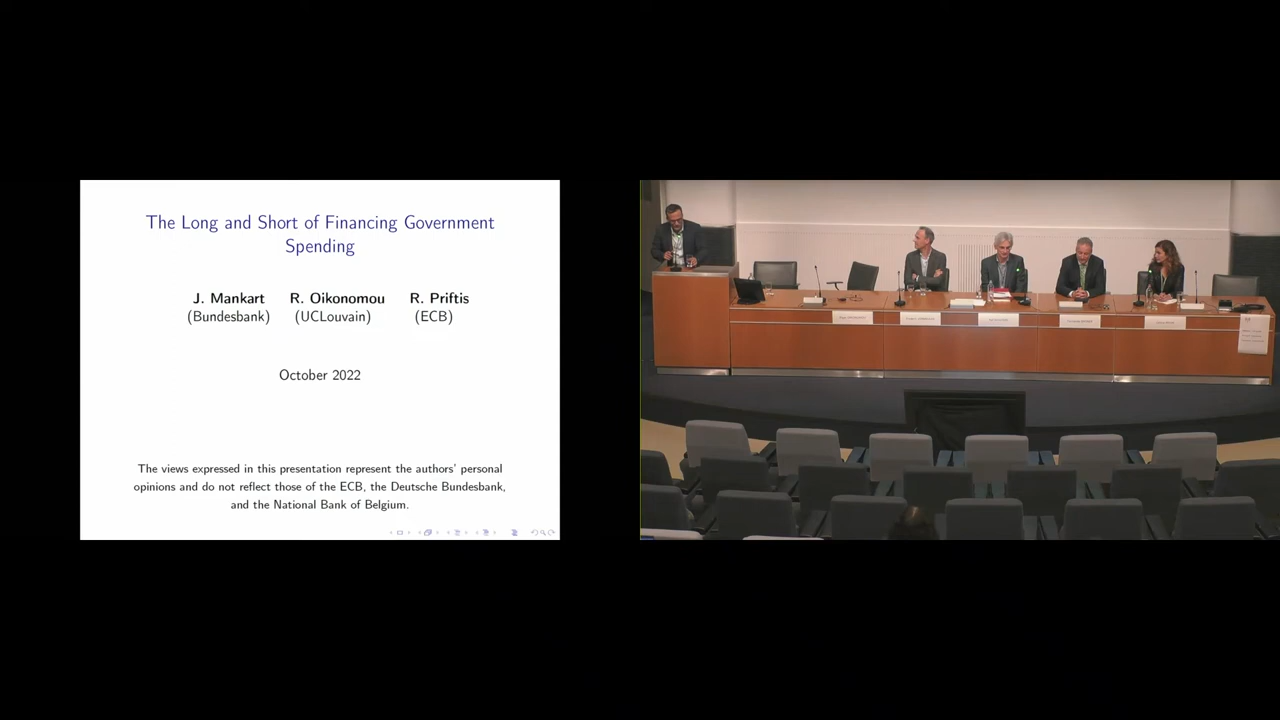 The Long and Short of Financing Government
Spending
J. Mankart R. Oikonomou R. Priftis
(Bundesbank) (UCLouvain) (ECB)
October 2022
The views expressed in this presentation represent the authors' personal
opinions and do not reflect those of the ECB, the Deutsche Bundesbank,
and the National Bank of Belgium.